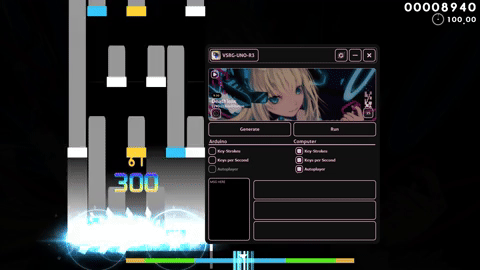 00008940
100.00
VSRG-UNO-R3
Generate
Run
Arduino
Computer
Key-Strokes
Key-Strokes
Keys per Second
Keys per Second
Autoplayer
Autoplayer
61
300